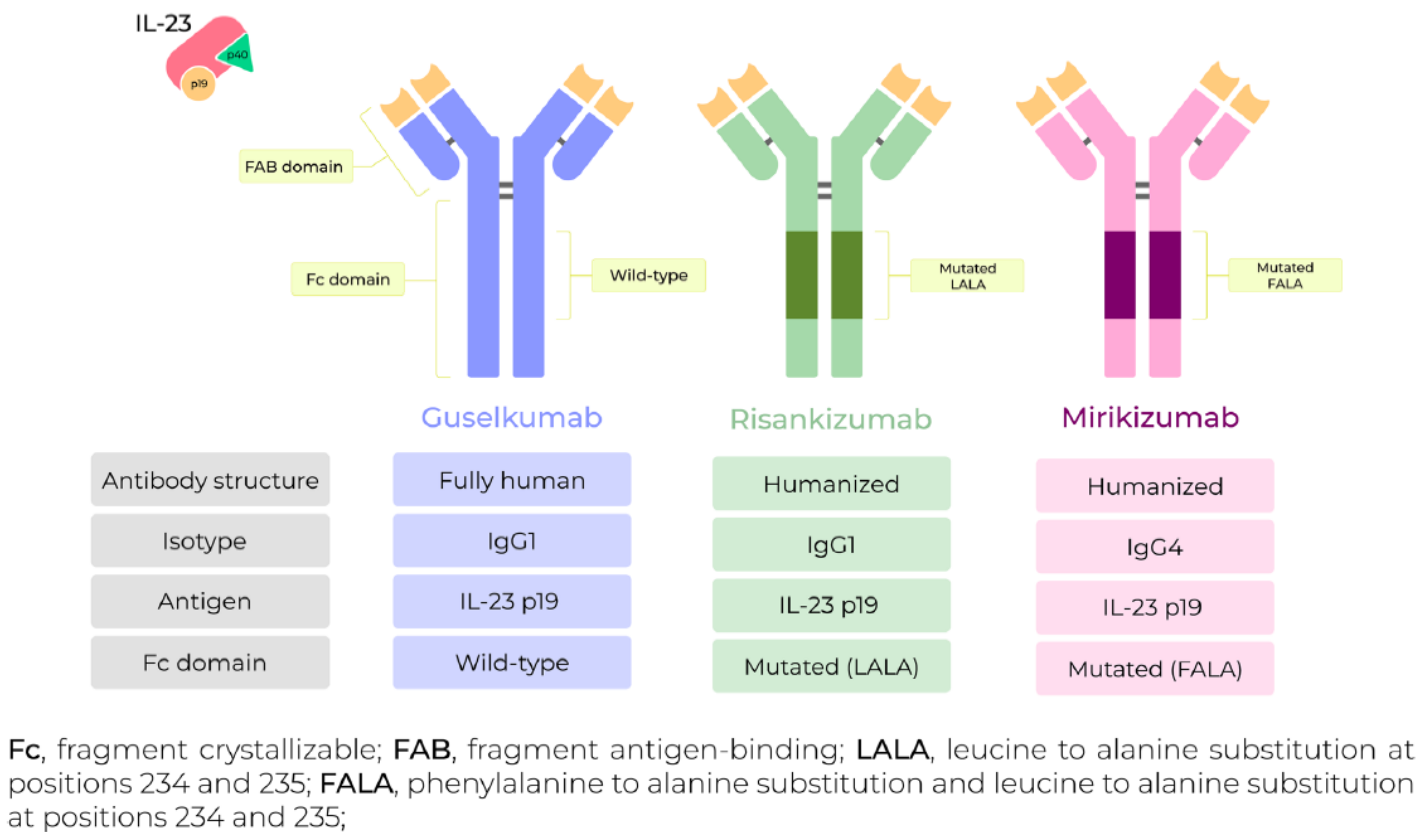 IL-23
p40
p19
FAB domain
Fc domain
Wild-type
Mutated
LALA
Mutated
FALA
Guselkumab
Risankizumab
Mirikizumab
Antibody structure
Fully human
Humanized
Humanized
Isotype
IgG1
IgG1
IgG4
Antigen
IL-23 p19
IL-23 p19
IL-23 p19
Fc domain
Wild-type
Mutated (LALA)
Mutated (FALA)
Fc, fragment crystallizable; FAB, fragment antigen-binding; LALA, leucine to alanine substitution at
positions 234 and 235; FALA, phenylalanine to alanine substitution and leucine to alanine substitution
at positions 234 and 235;